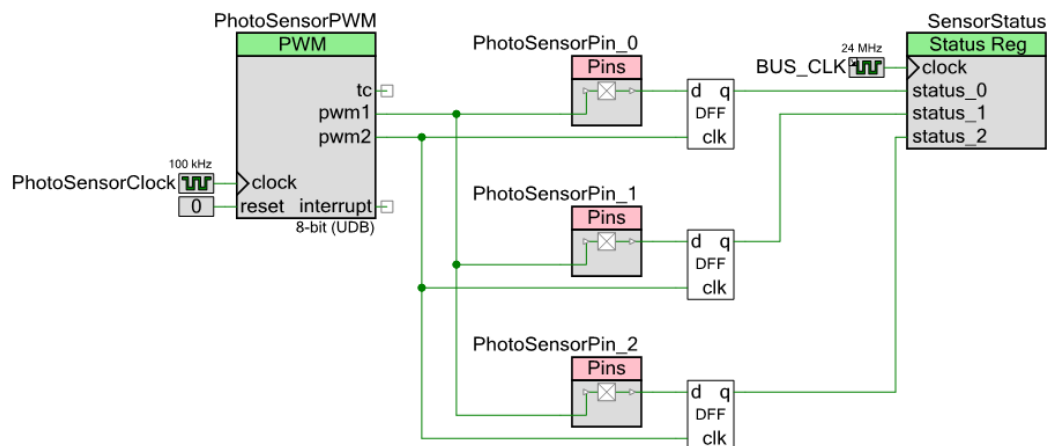 PhotoSensorPWM
PWM
tc
pwm1
pwm2
100 kHz
PhotoSensorClock
clock
0
reset interrupt
8-bit (UDB)
PhotoSensorPin_0
Pins
d q
DFF
clk
PhotoSensorPin_1
Pins
d q
DFF
clk
PhotoSensorPin_2
Pins
d q
DFF
clk
SensorStatus
Status Reg
24 MHz
BUS_CLK
clock
status_0
status_1
status_2